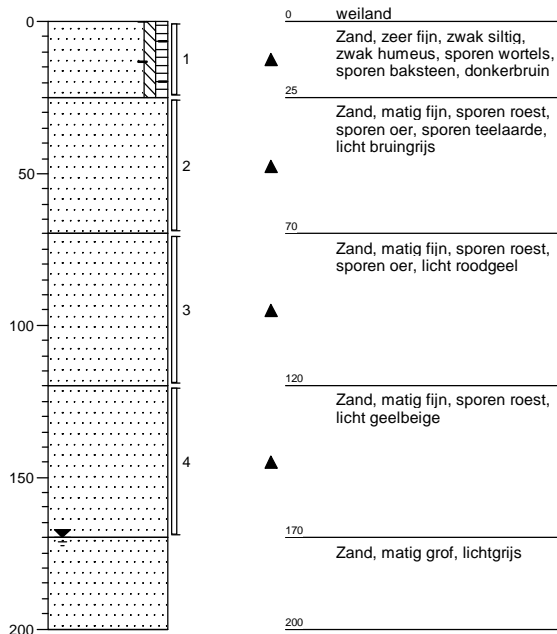 0
50
100
150
200
1
2
3
4
0 weiland
Zand, zeer fijn, zwak siltig,
zwak humeus, sporen wortels,
sporen baksteen, donkerbruin
25
Zand, matig fijn, sporen roest,
sporen oer, sporen teelaarde,
licht bruingrijs
70
Zand, matig fijn, sporen roest,
sporen oer, licht roodgeel
120
Zand, matig fijn, sporen roest,
licht geelbeige
170
Zand, matig grof, lichtgrijs
200